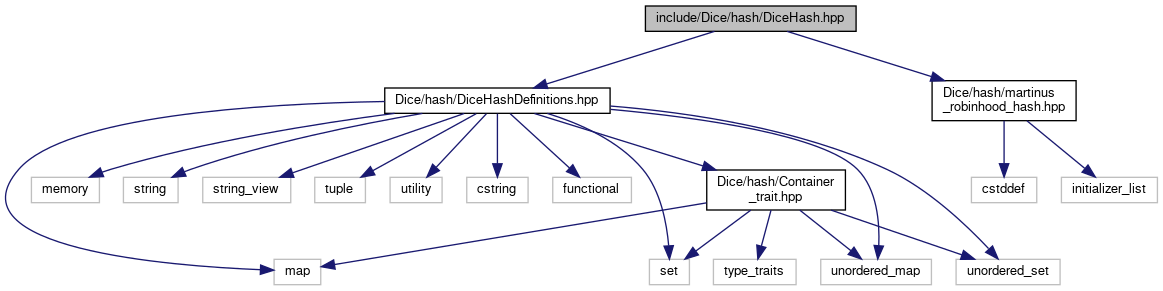 include/Dice/hash/DiceHash.hpp
Dice/hash/DiceHashDefinitions.hpp
Dice/hash/martinus
_robinhood_hash.hpp
memory
string
string_view
tuple
utility
cstring
functional
Dice/hash/Container
_trait.hpp
cstddef
initializer_list
map
set
type_traits
unordered_map
unordered_set